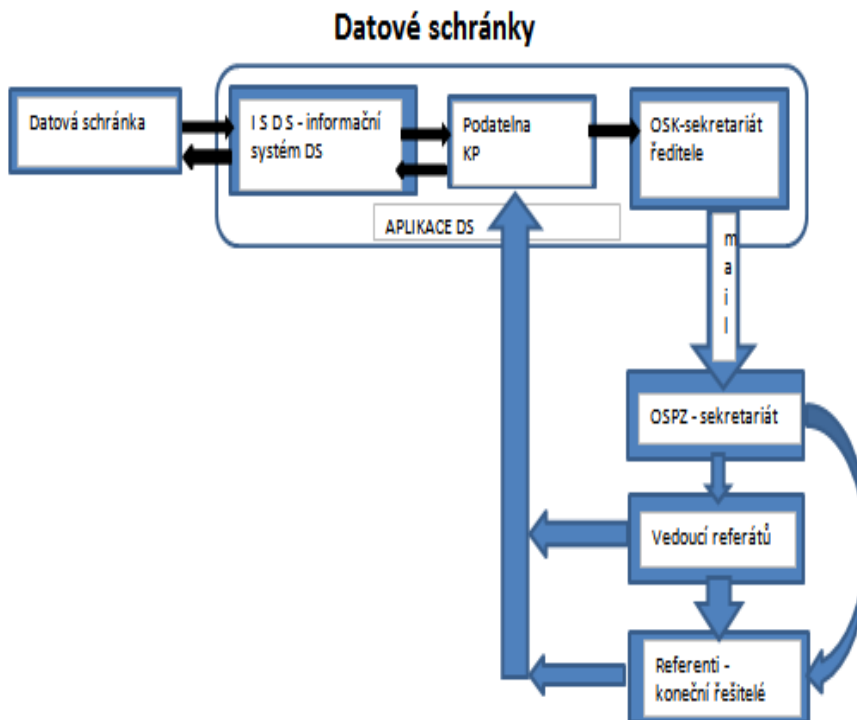 Datové schránky
Datová schránka
I S D S - informační
systém DS
Podatelna
KP
OSK-sekretariát
ředitele
APLIKACE DS
m
a
i
l
OSPZ - sekretariát
Vedoucí referátů
Referenti -
koneční řešitelé